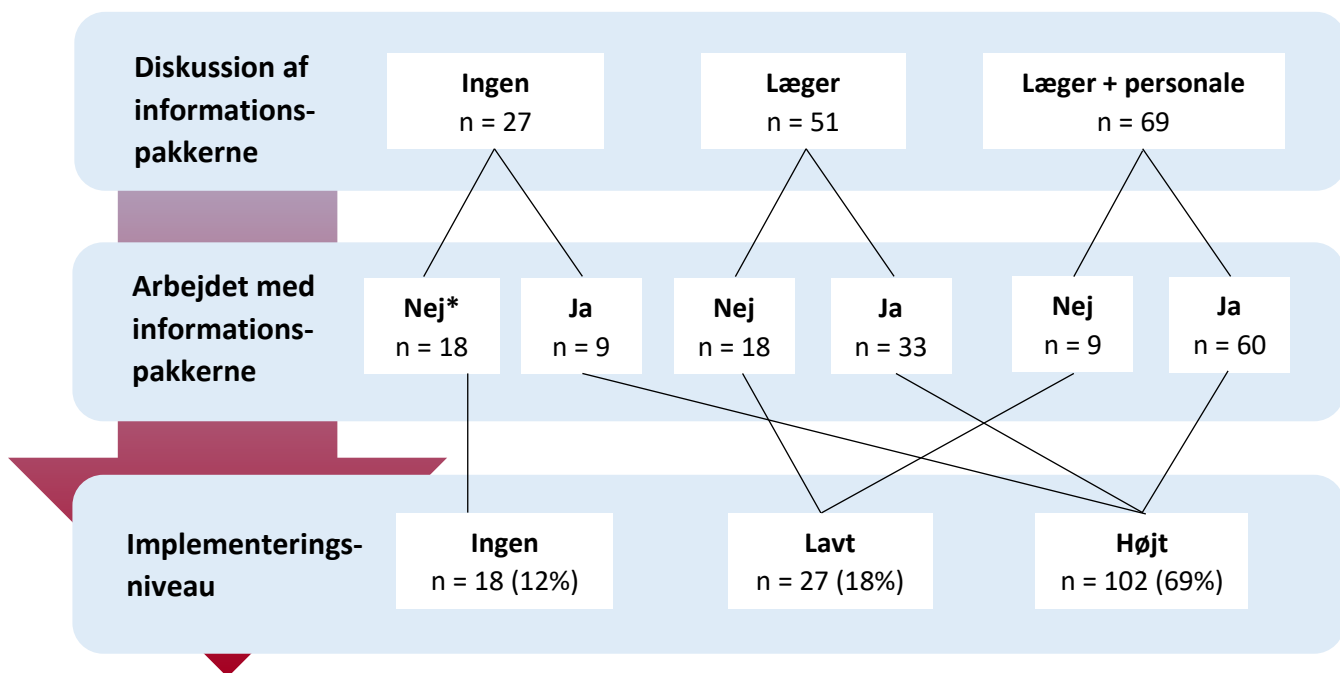 Diskussion af
informations-
pakkerne
Ingen
n = 27
Læger
n = 51
Læger + personale
n = 69
Arbejdet med
informations-
pakkerne
Nej*
n = 18
Ja
n = 9
Nej
n = 18
Ja
n = 33
Nej
n = 9
Ja
n = 60
Implementerings-
niveau
Ingen
n = 18 (12%)
Lavt
n = 27 (18%)
Højt
n = 102 (69%)